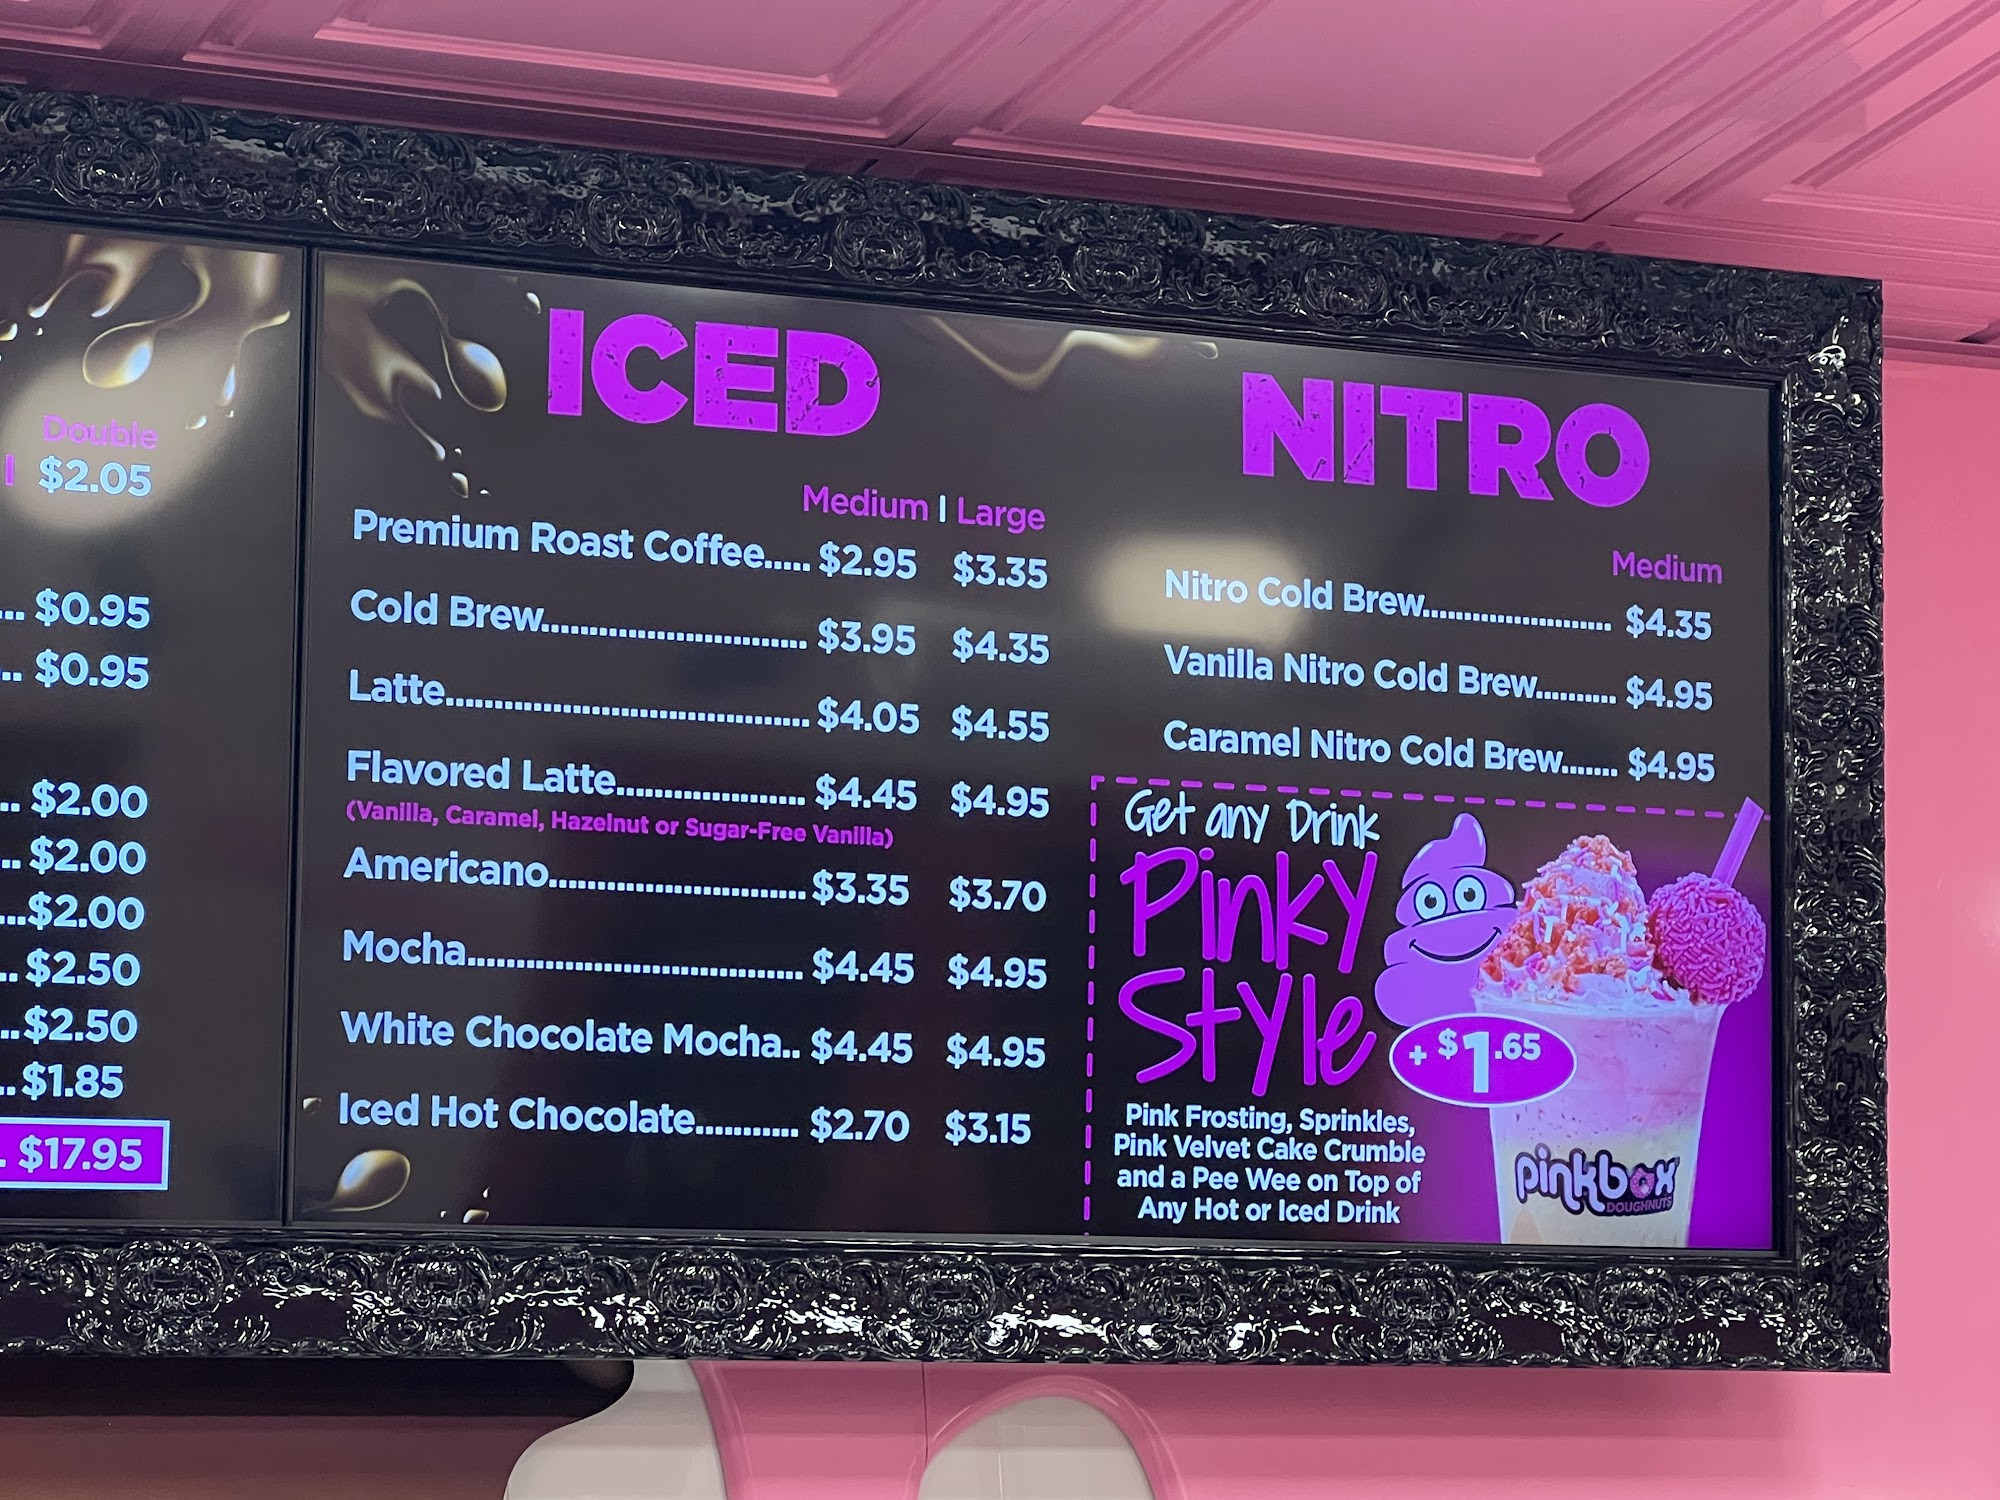 Double
| $2.05
... $0.95
... $0.95
.. $2.00
.. $2.00
...$2.00
.. $2.50
..$2.50
.. $1.85
. $17.95
ICED
Medium | Large
Premium Roast Coffee..... $2.95 $3.35
Cold Brew............................ $3.95 $4.35
Latte...................................... $4.05 $4.55
Flavored Latte.................... $4.45 $4.95
(Vanilla, Caramel, Hazelnut or Sugar-Free Vanilla)
Americano........................... $3.35 $3.70
Mocha................................... $4.45 $4.95
White Chocolate Mocha.. $4.45 $4.95
Iced Hot Chocolate........... $2.70 $3.15
NITRO
Medium
Nitro Cold Brew....................... $4.35
Vanilla Nitro Cold Brew.......... $4.95
Caramel Nitro Cold Brew....... $4.95
Get any Drink
Pinky
Style
+ $1.65
Pink Frosting, Sprinkles,
Pink Velvet Cake Crumble
and a Pee Wee on Top of
Any Hot or Iced Drink
pinkbox
DOUGHNUTS